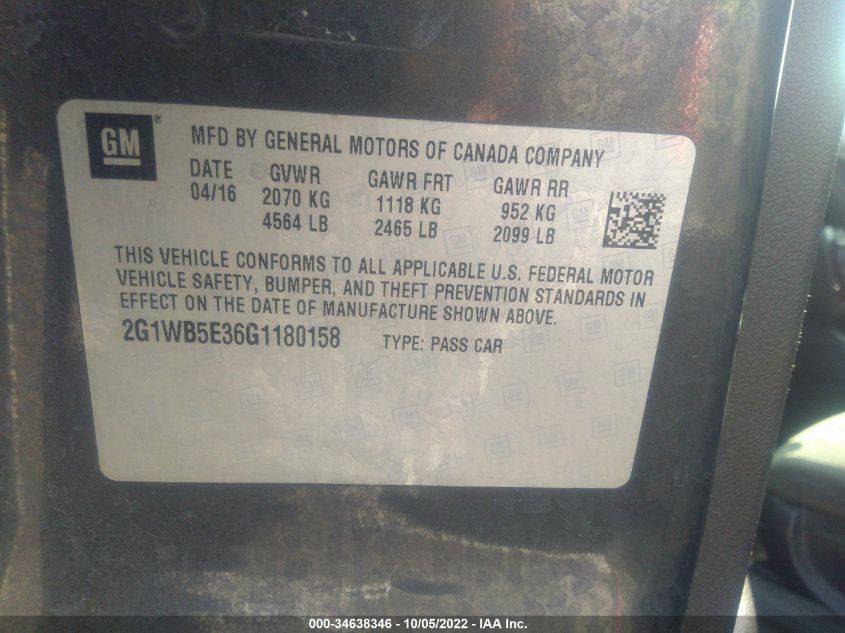 GM ®
MFD BY GENERAL MOTORS OF CANADA COMPANY
DATE GVWR GAWR FRT GAWR RR
04/16 2070 KG 1118 KG 952 KG
4564 LB 2465 LB 2099 LB
THIS VEHICLE CONFORMS TO ALL APPLICABLE U.S. FEDERAL MOTOR
VEHICLE SAFETY, BUMPER, AND THEFT PREVENTION STANDARDS IN
EFFECT ON THE DATE OF MANUFACTURE SHOWN ABOVE.
2G1WB5E36G1180158 TYPE: PASS CAR
000-34638346 - 10/05/2022 - IAA Inc.